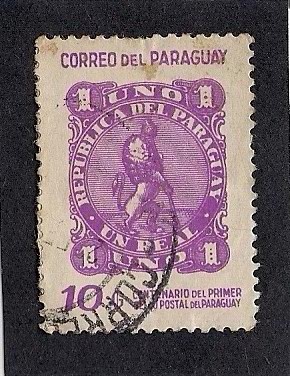 CORREO DEL PARAGUAY
1 UNO 1
REPUBLICA DEL PARAGUAY
UN REAL
1 UNO 1
10 CENTENARIO DEL PRIMER
POSTAL DEL PARAGUAY